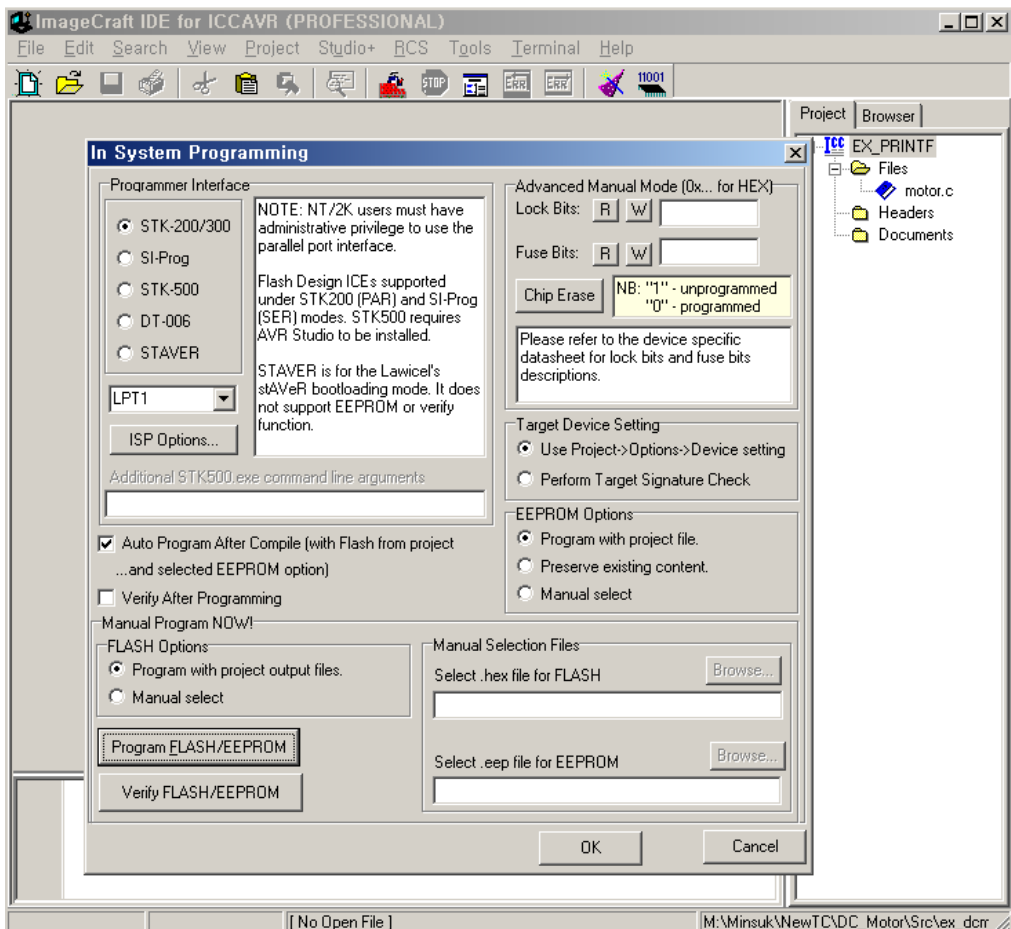 ImageCraft IDE for ICCAVR (PROFESSIONAL)
File Edit Search View Project Studio+ RCS Tools Terminal Help
STOP
ERR
ERR
11001
Project Browser
ICC EX_PRINTF
Files
motor.c
Headers
Documents
In System Programming
Programmer Interface
STK-200/300
SI-Prog
STK-500
DT-006
STAVER
LPT1
ISP Options...
NOTE: NT/2K users must have
administrative privilege to use the
parallel port interface.
Flash Design ICEs supported
under STK200 (PAR) and SI-Prog
(SER) modes. STK500 requires
AVR Studio to be installed.
STAVER is for the Lawicel's
stAVeR bootloading mode. It does
not support EEPROM or verify
function.
Additional STK500.exe command line arguments
Auto Program After Compile (with Flash from project
...and selected EEPROM option)
Verify After Programming
Advanced Manual Mode (0x... for HEX)
Lock Bits: R W
Fuse Bits: R W
Chip Erase
NB: "1" - unprogrammed
"0" - programmed
Please refer to the device specific
datasheet for lock bits and fuse bits
descriptions.
Target Device Setting
Use Project->Options->Device setting
Perform Target Signature Check
EEPROM Options
Program with project file.
Preserve existing content.
Manual select
Manual Program NOW!
FLASH Options
Program with project output files.
Manual select
Program FLASH/EEPROM
Verify FLASH/EEPROM
Manual Selection Files
Select .hex file for FLASH
Browse...
Select .eep file for EEPROM
Browse...
OK
Cancel
[ No Open File ]
M:\Minsuk\NewTC\DC_Motor\Src\ex_dcm